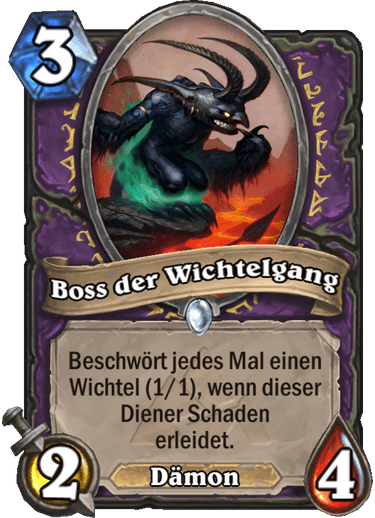 3
Boss der Wichtelgang
Beschwört jedes Mal einen
Wichtel (1/1), wenn dieser
Diener Schaden
erleidet.
2
Dämon
4